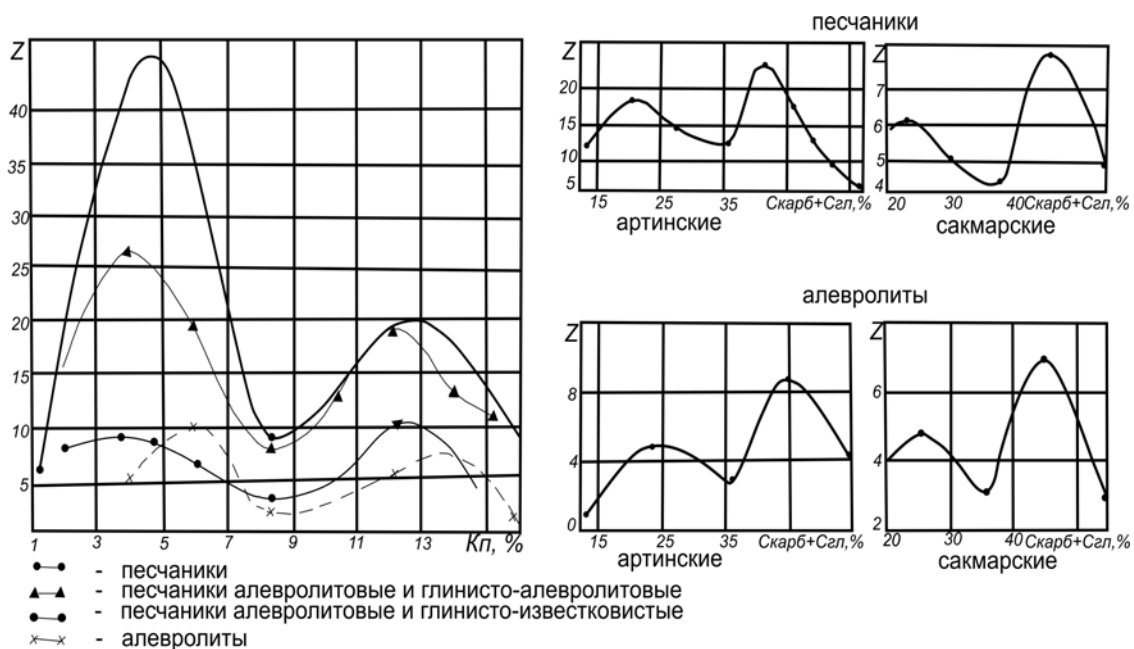 Z
40
35
30
25
20
15
10
5
1 3 5 7 9 11 13 Кп, %
- песчаники
- песчаники алевролитовые и глинисто-алевролитовые
- песчаники алевролитовые и глинисто-известковистые
- алевролиты
песчаники
Z
20
15
10
5
15 25 35 Скарб+Сгл,%
артинские
Z
7
6
5
4
20 30 40 Скарб+Сгл,%
сакмарские
алевролиты
Z
8
4
0
15 25 35 Скарб+Сгл,%
артинские
Z
6
4
2
20 30 40 Скарб+Сгл,%
сакмарские